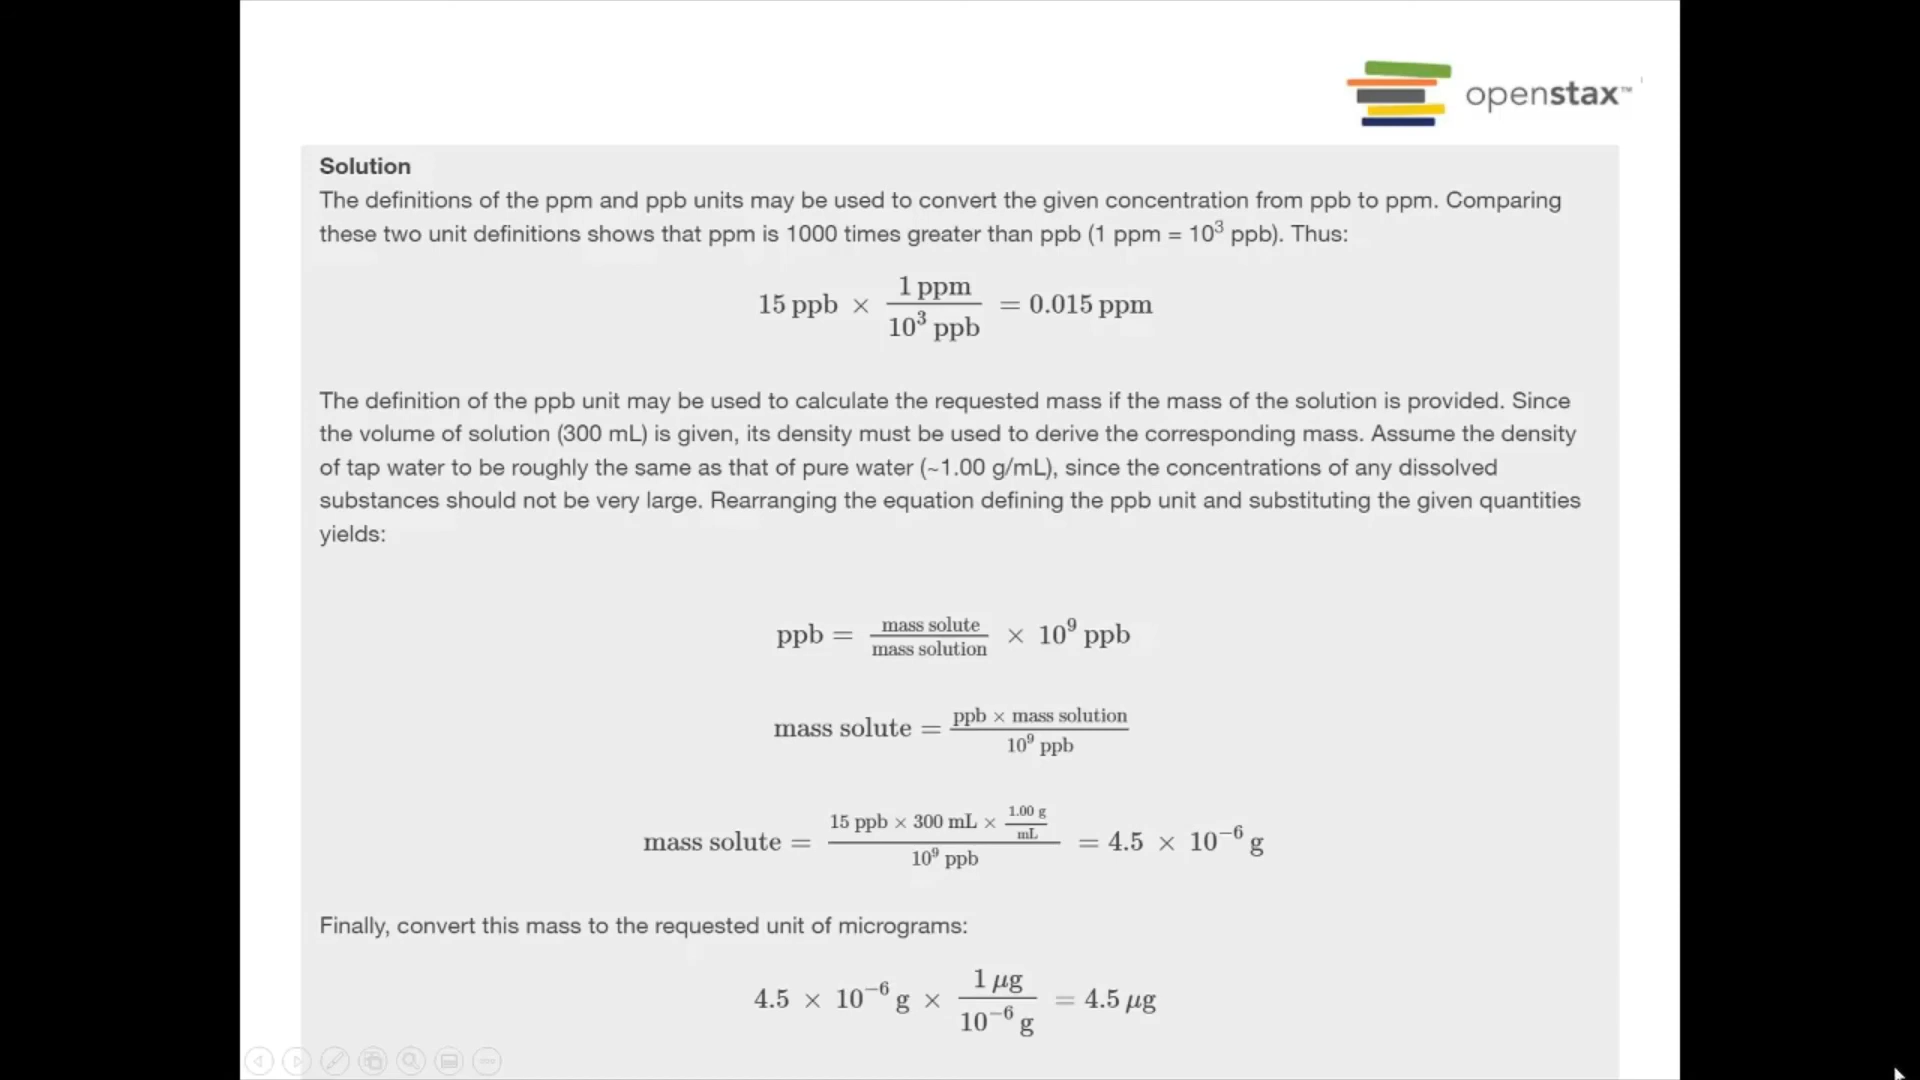 openstax™
Solution
The definitions of the ppm and ppb units may be used to convert the given concentration from ppb to ppm. Comparing
these two unit definitions shows that ppm is 1000 times greater than ppb (1 ppm = 10³ ppb). Thus:
15 ppb × 1 ppm / 10³ ppb = 0.015 ppm
The definition of the ppb unit may be used to calculate the requested mass if the mass of the solution is provided. Since
the volume of solution (300 mL) is given, its density must be used to derive the corresponding mass. Assume the density
of tap water to be roughly the same as that of pure water (~1.00 g/mL), since the concentrations of any dissolved
substances should not be very large. Rearranging the equation defining the ppb unit and substituting the given quantities
yields:
ppb = mass solute / mass solution × 10⁹ ppb
mass solute = ppb × mass solution / 10⁹ ppb
mass solute = 15 ppb × 300 mL × 1.00 g / mL / 10⁹ ppb = 4.5 × 10⁻⁶ g
Finally, convert this mass to the requested unit of micrograms:
4.5 × 10⁻⁶ g × 1 μg / 10⁻⁶ g = 4.5 μg